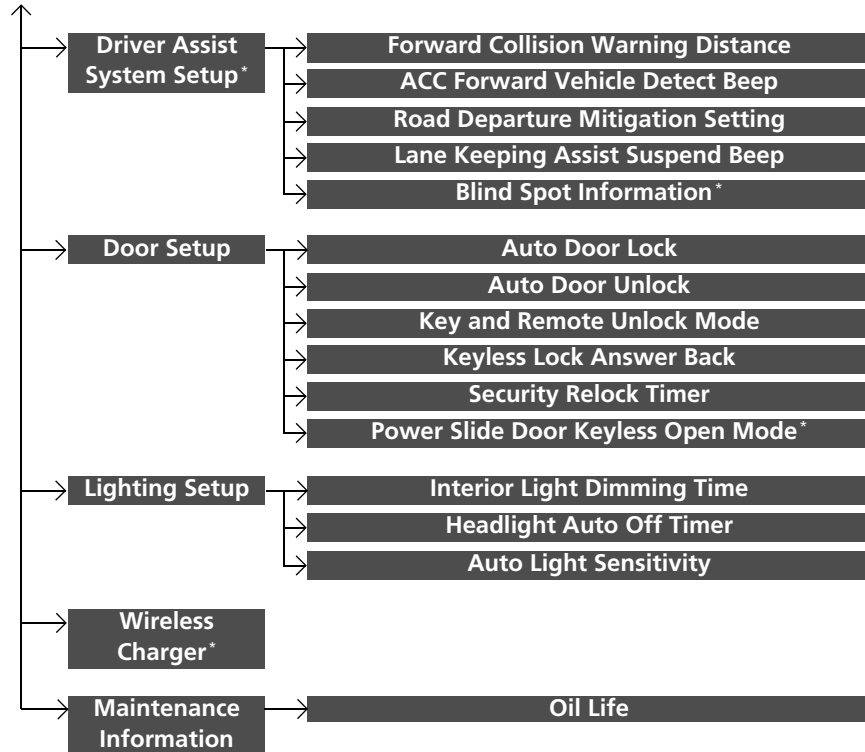 Driver Assist
System Setup*
Forward Collision Warning Distance
ACC Forward Vehicle Detect Beep
Road Departure Mitigation Setting
Lane Keeping Assist Suspend Beep
Blind Spot Information*
Door Setup
Auto Door Lock
Auto Door Unlock
Key and Remote Unlock Mode
Keyless Lock Answer Back
Security Relock Timer
Power Slide Door Keyless Open Mode*
Lighting Setup
Interior Light Dimming Time
Headlight Auto Off Timer
Auto Light Sensitivity
Wireless
Charger*
Maintenance
Information
Oil Life